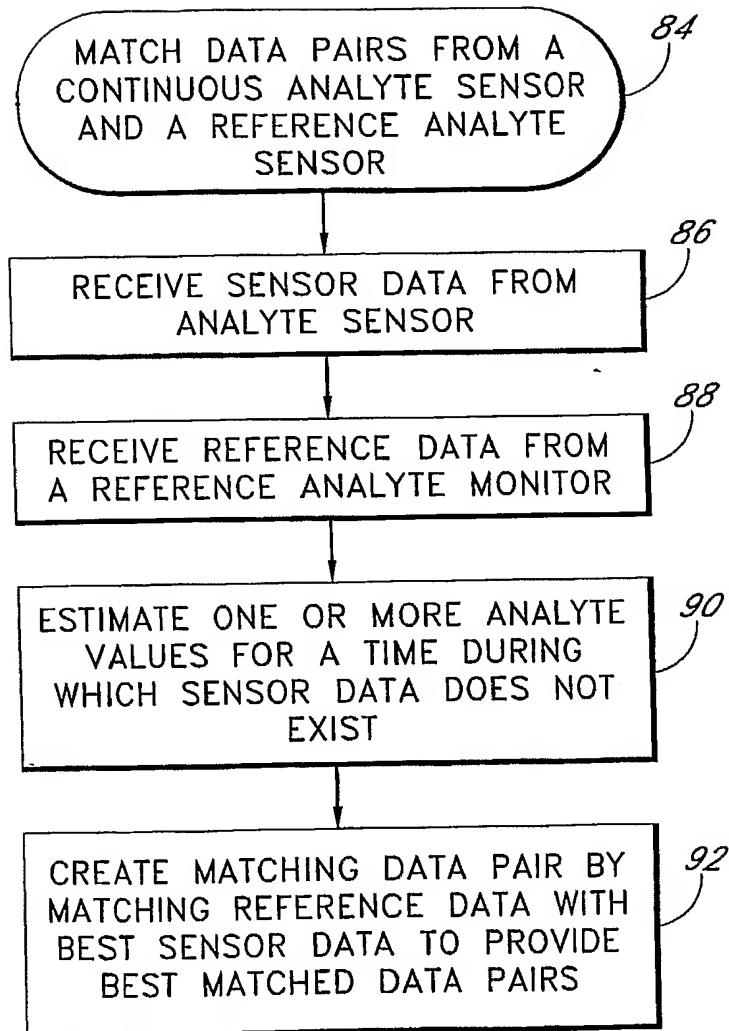 MATCH DATA PAIRS FROM A
CONTINUOUS ANALYTE SENSOR
AND A REFERENCE ANALYTE
SENSOR
84
RECEIVE SENSOR DATA FROM
ANALYTE SENSOR
86
RECEIVE REFERENCE DATA FROM
A REFERENCE ANALYTE MONITOR
88
ESTIMATE ONE OR MORE ANALYTE
VALUES FOR A TIME DURING
WHICH SENSOR DATA DOES NOT
EXIST
90
CREATE MATCHING DATA PAIR BY
MATCHING REFERENCE DATA WITH
BEST SENSOR DATA TO PROVIDE
BEST MATCHED DATA PAIRS
92